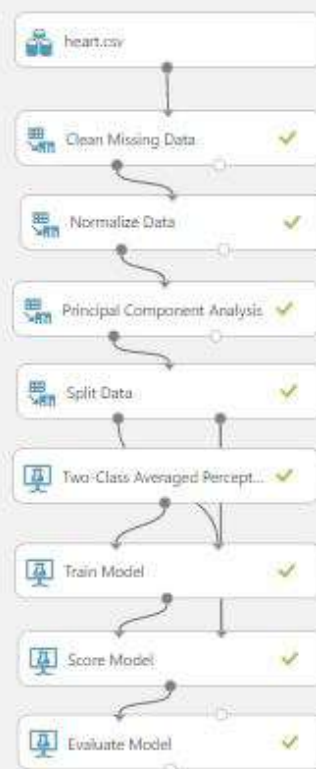 heart.csv
Clean Missing Data
Normalize Data
Principal Component Analysis
Split Data
Two-Class Averaged Percept...
Train Model
Score Model
Evaluate Model